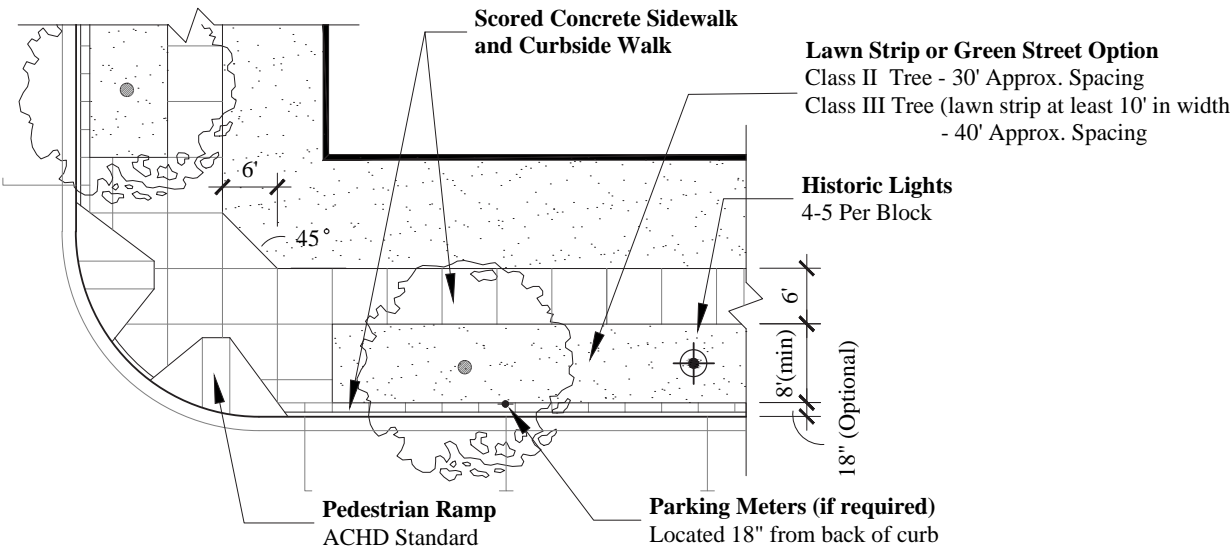 Scored Concrete Sidewalk
and Curbside Walk
Lawn Strip or Green Street Option
Class II Tree - 30' Approx. Spacing
Class III Tree (lawn strip at least 10' in width
- 40' Approx. Spacing
6'
Historic Lights
4-5 Per Block
45°
6'
8'(min)
18" (Optional)
Pedestrian Ramp
ACHD Standard
Parking Meters (if required)
Located 18" from back of curb